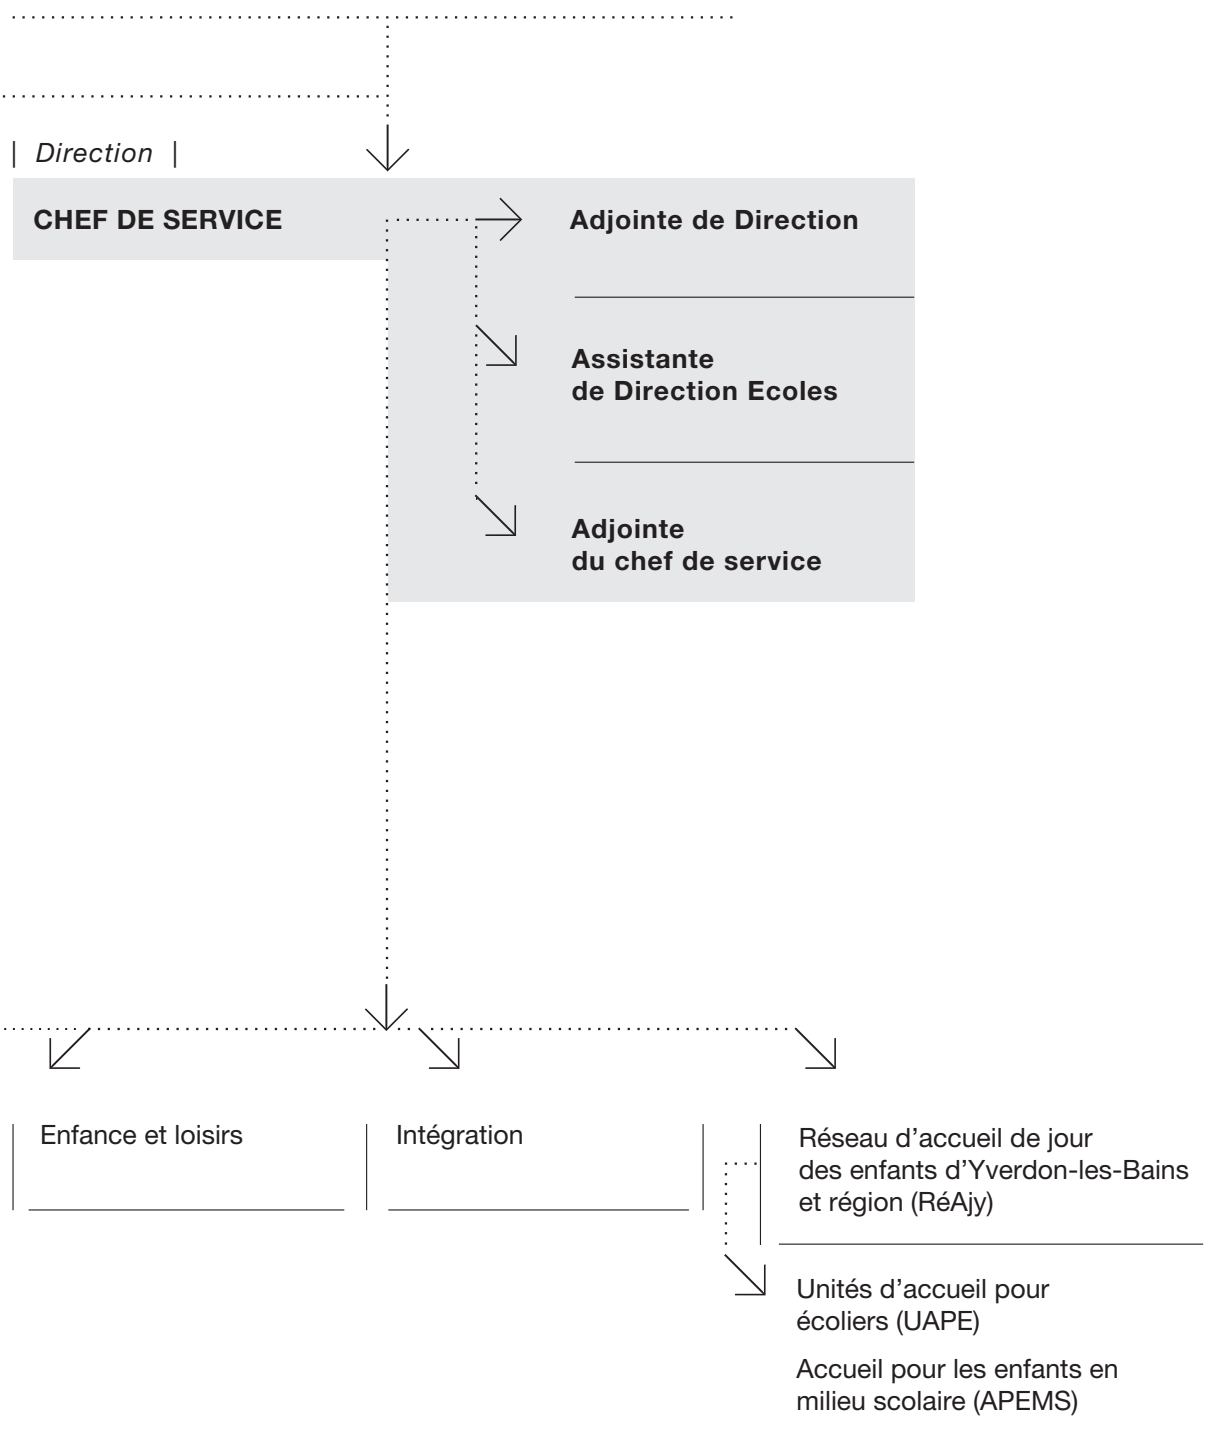 | Direction |
CHEF DE SERVICE
Adjointe de Direction
Assistante
de Direction Ecoles
Adjointe
du chef de service
Enfance et loisirs
Intégration
Réseau d’accueil de jour
des enfants d’Yverdon-les-Bains
et région (RéAjy)
Unités d’accueil pour
écoliers (UAPE)
Accueil pour les enfants en
milieu scolaire (APEMS)